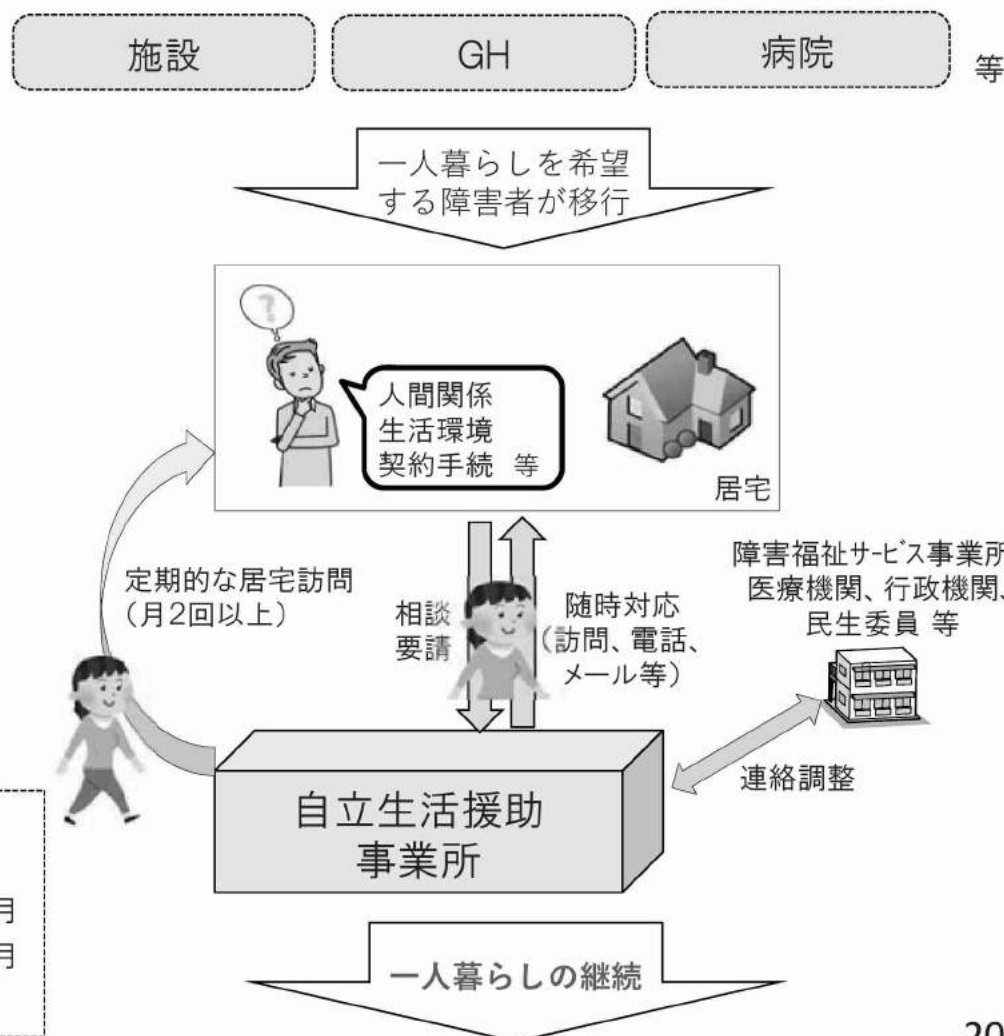 施設
GH
病院
等
一人暮らしを希望
する障害者が移行
?
人間関係
生活環境
契約手続 等
居宅
定期的な居宅訪問
（月2回以上）
相談
要請
随時対応
（訪問、電話、
メール等）
障害福祉サービス事業所
医療機関、行政機関、
民生委員 等
連絡調整
自立生活援助
事業所
月
月
一人暮らしの継続
20